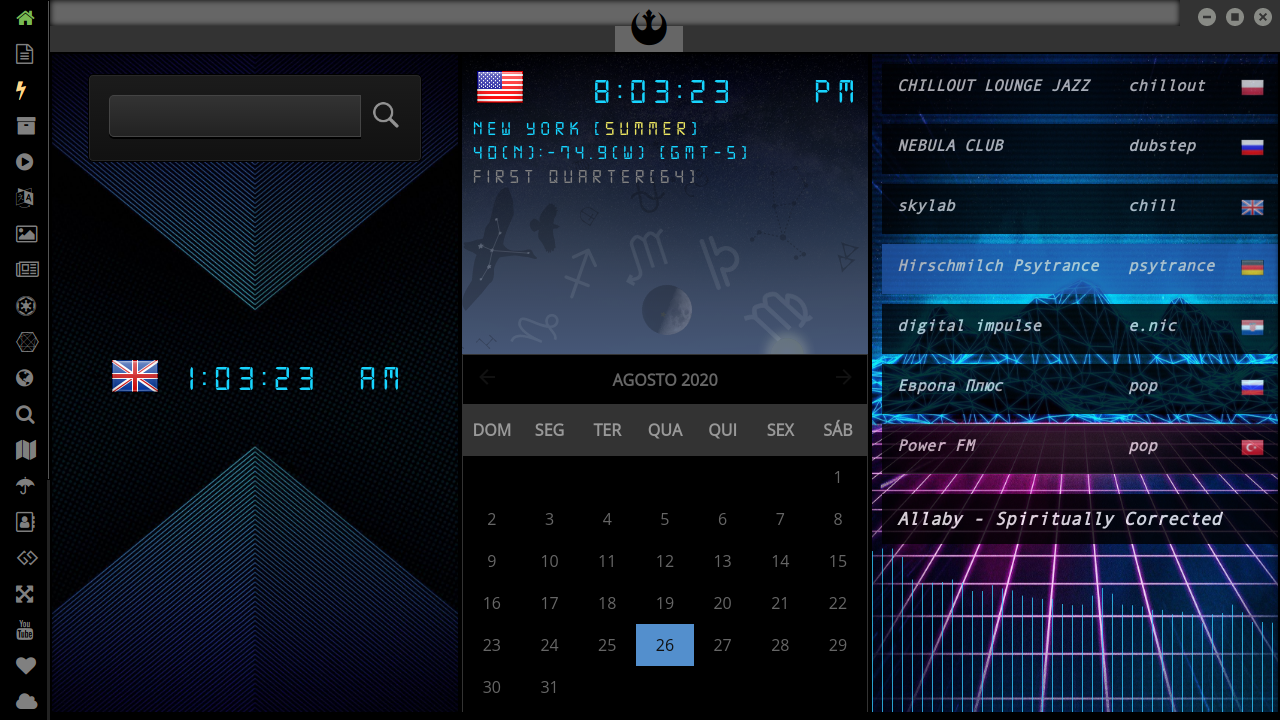 8:03:23 PM
NEW YORK (SUMMER)
40(N):-74.9(W) (GMT-5)
FIRST QUARTER(64)
1:03:23 AM
AGOSTO 2020
DOM SEG TER QUA QUI SEX SÁB
1
2 3 4 5 6 7 8
9 10 11 12 13 14 15
16 17 18 19 20 21 22
23 24 25 26 27 28 29
30 31
CHILLOUT LOUNGE JAZZ chillout
NEBULA CLUB dubstep
skylab chill
Hirschmilch Psytrance psytrance
digital impulse e.nic
Европа Плюс pop
Power FM pop
Allaby - Spiritually Corrected
You
Tube